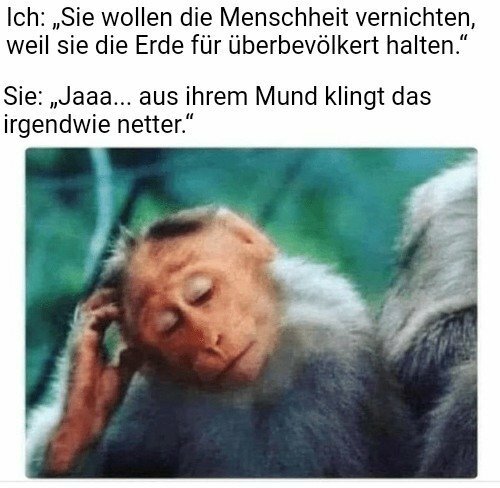 Ich: „Sie wollen die Menschheit vernichten,
weil sie die Erde für überbevölkert halten.“
Sie: „Jaaa... aus ihrem Mund klingt das
irgendwie netter.“